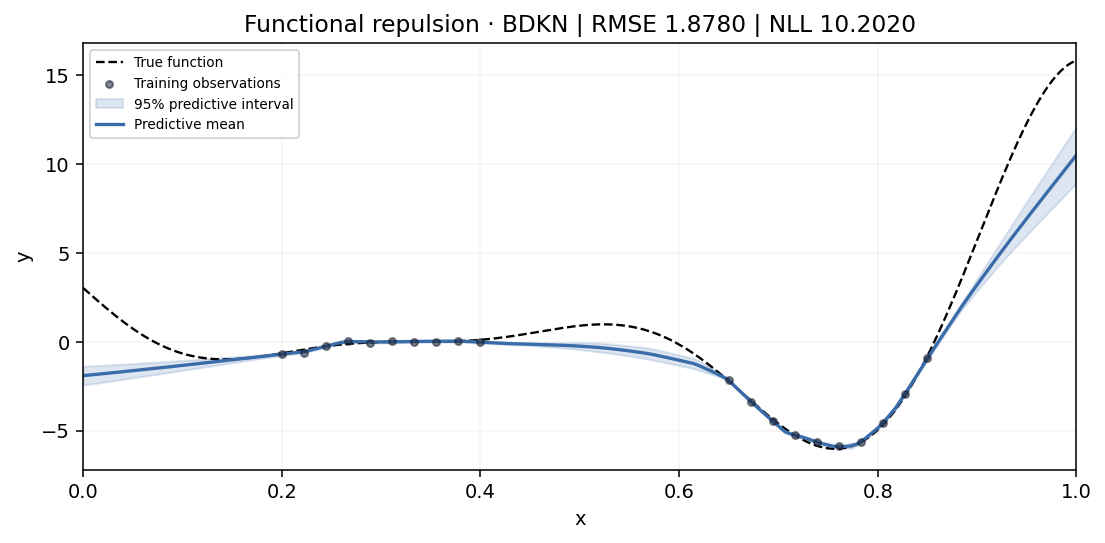 Functional repulsion · BDKN | RMSE 1.8780 | NLL 10.2020
True function
Training observations
95% predictive interval
Predictive mean
15
10
5
0
−5
y
0.0 0.2 0.4 0.6 0.8 1.0
x